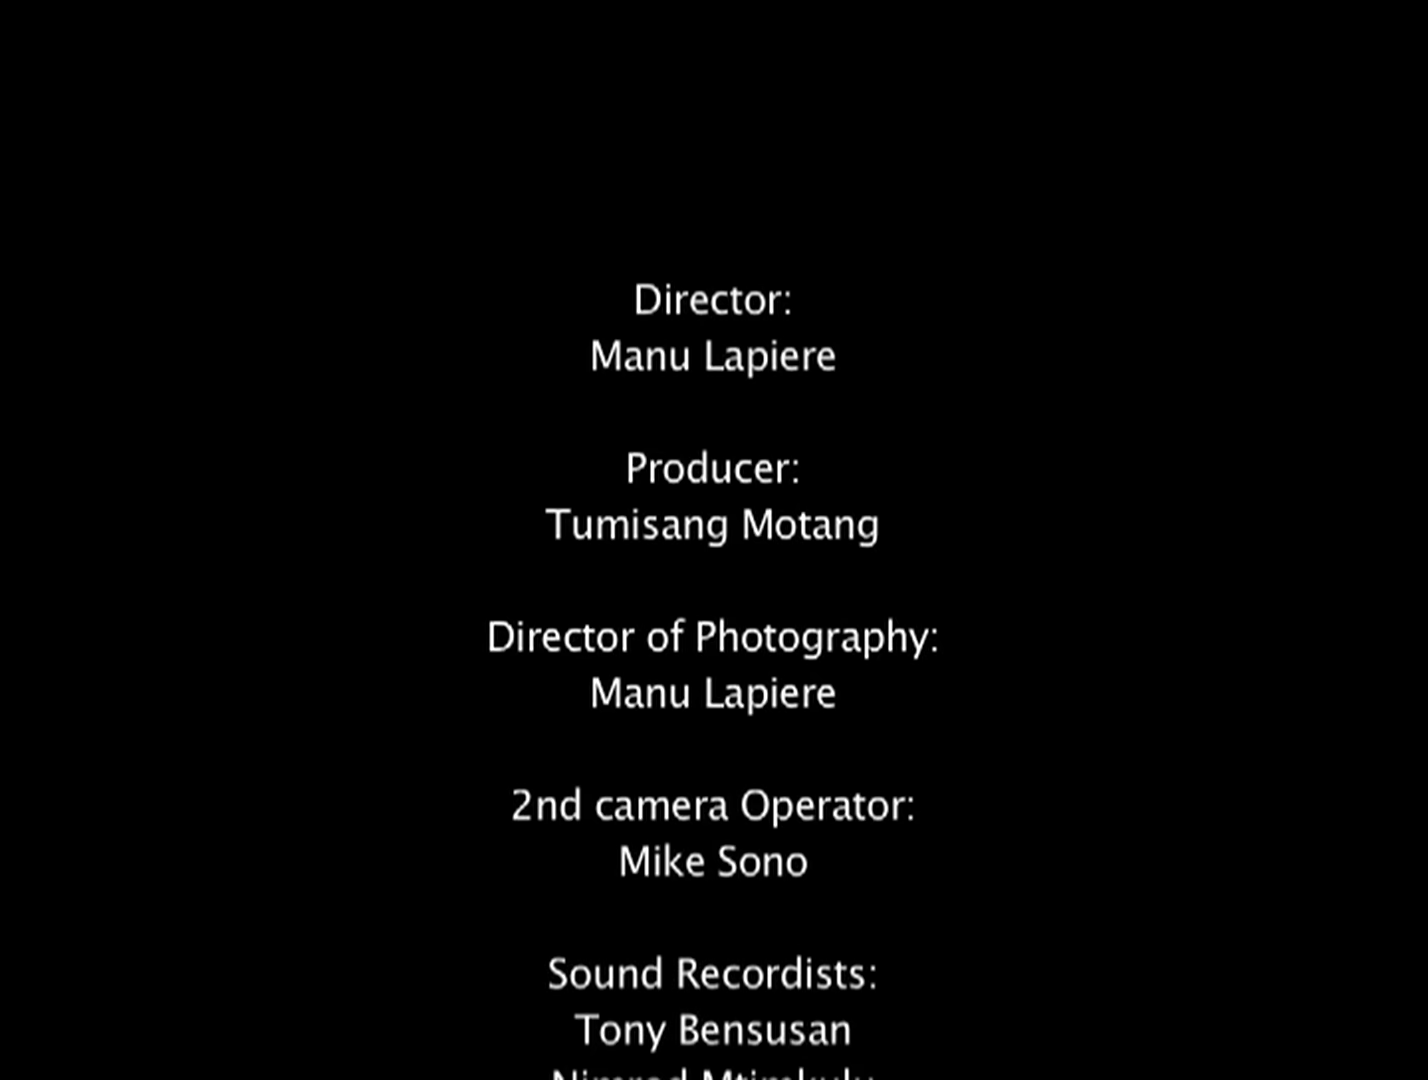 Director:
Manu Lapiere
Producer:
Tumisang Motang
Director of Photography:
Manu Lapiere
2nd camera Operator:
Mike Sono
Sound Recordists:
Tony Bensusan